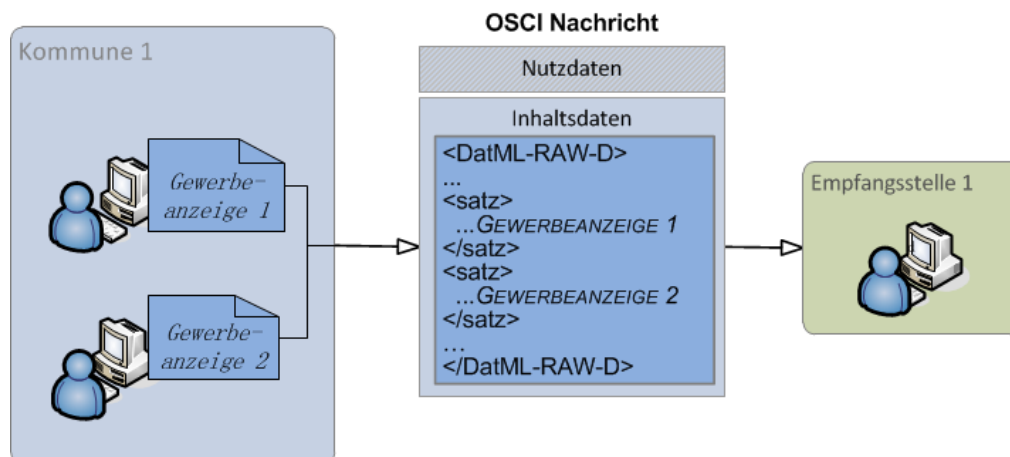 Kommune 1
Gewerbe-
anzeige 1
Gewerbe-
anzeige 2
OSCI Nachricht
Nutzdaten
Inhaltsdaten
<DatML-RAW-D>
...
<satz>
...GEWERBEANZEIGE 1
</satz>
<satz>
...GEWERBEANZEIGE 2
</satz>
...
</DatML-RAW-D>
Empfangsstelle 1